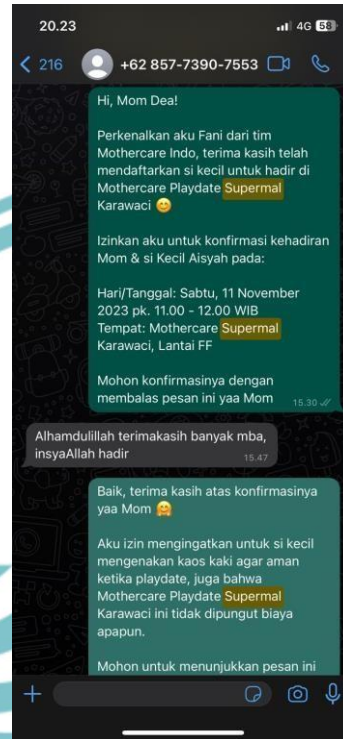 20.23
4G 58
216 +62 857-7390-7553
Hi, Mom Dea!
Perkenalkan aku Fani dari tim
Mothercare Indo, terima kasih telah
mendaftarkan si kecil untuk hadir di
Mothercare Playdate Supermal
Karawaci 😊
Izinkan aku untuk konfirmasi kehadiran
Mom & si Kecil Aisyah pada:
Hari/Tanggal: Sabtu, 11 November
2023 pk. 11.00 - 12.00 WIB
Tempat: Mothercare Supermal
Karawaci, Lantai FF
Mohon konfirmasinya dengan
membalas pesan ini yaa Mom
15.30
Alhamdulillah terimakasih banyak mba,
insyaAllah hadir
15.47
Baik, terima kasih atas konfirmasinya
yaa Mom 🤗
Aku izin mengingatkan untuk si kecil
mengenakan kaos kaki agar aman
ketika playdate, juga bahwa
Mothercare Playdate Supermal
Karawaci ini tidak dipungut biaya
apapun.
Mohon untuk menunjukkan pesan ini